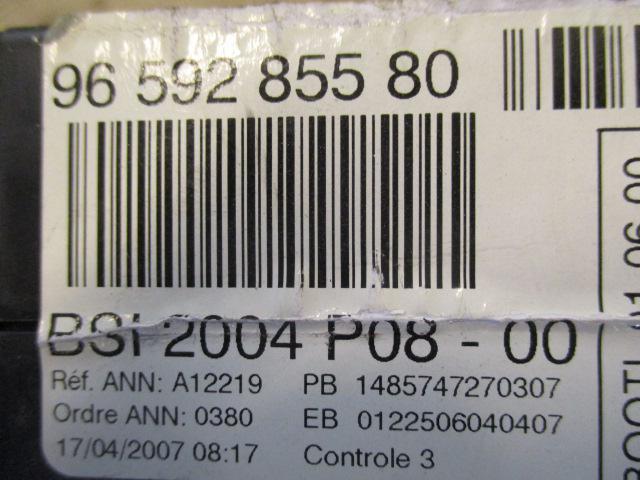 96 592 855 80
BSI 2004 P08 - 00
Réf. ANN: A12219 PB 1485747270307
Ordre ANN: 0380 EB 0122506040407
17/04/2007 08:17 Controle 3